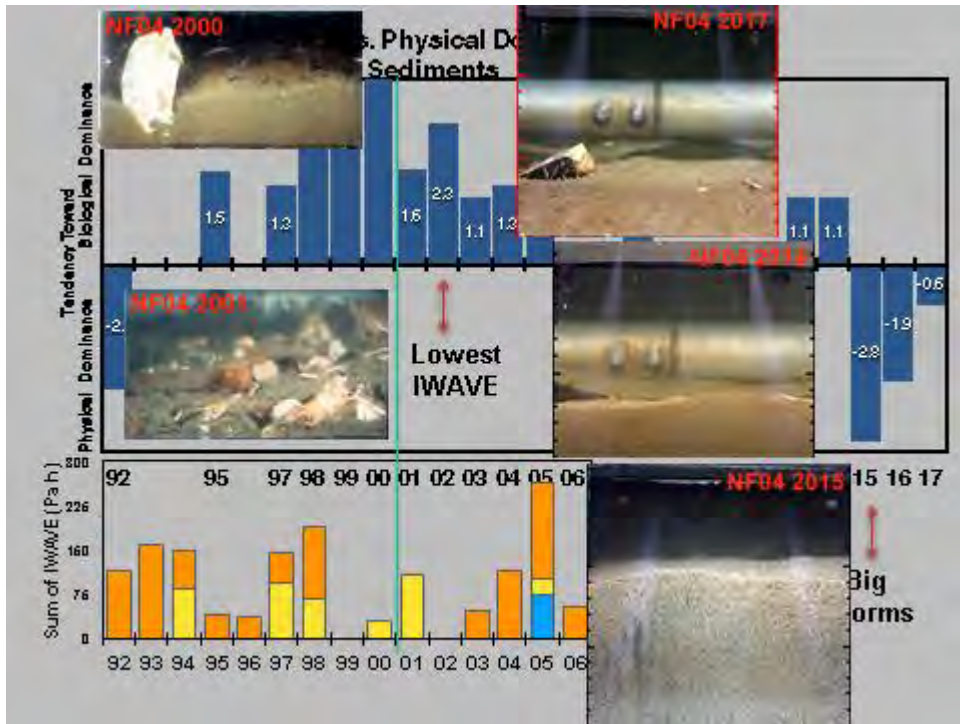 NF04 2000
NF04 2017
s. Physical Do
Sediments
Tendency Toward
Biological Dominance
Physical Dominance
1.5
1.3
1.6
2.3
1.1
1.3
1.1
1.1
-2.
-2.8
-1.9
-0.6
Lowest
IWAVE
Sum of IWAVE (Pa h)
800
226
160
76
0
92 95 97 98 99 00 01 02 03 04 05 06 15 16 17
NF04 2015
Big
orms
92 93 94 95 96 97 98 99 00 01 02 03 04 05 06